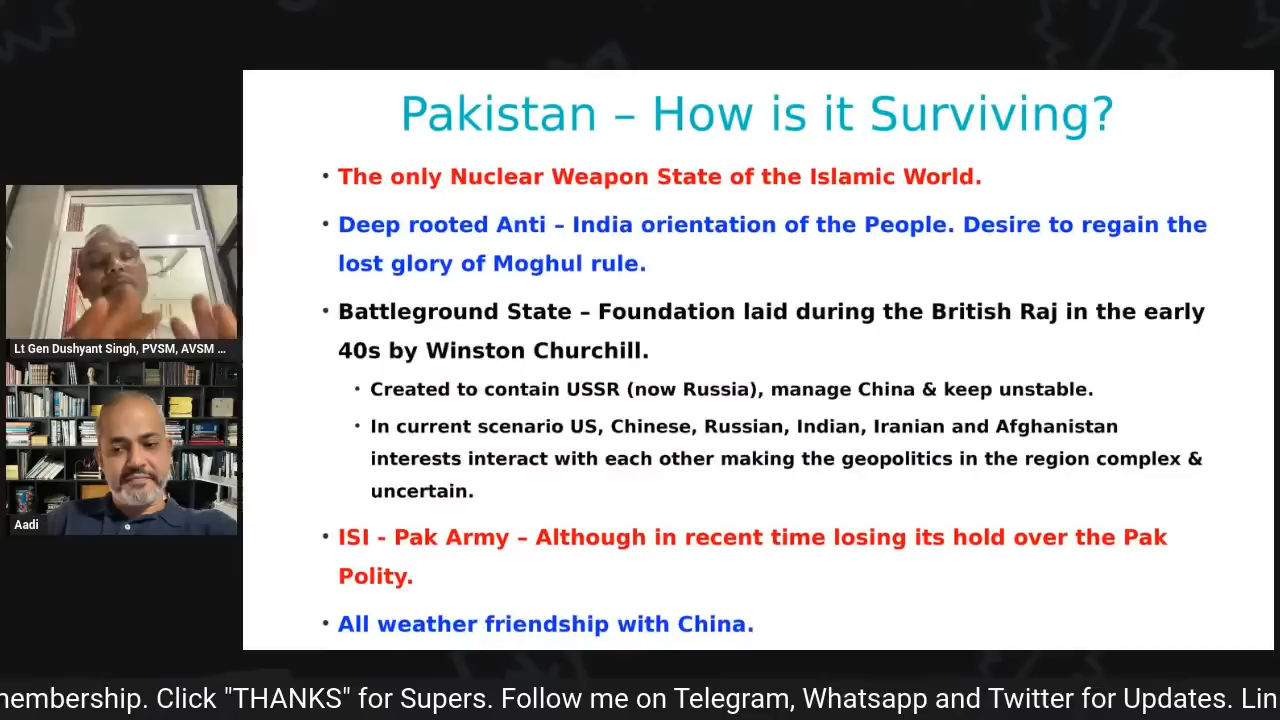 Pakistan – How is it Surviving?
• The only Nuclear Weapon State of the Islamic World.
• Deep rooted Anti – India orientation of the People. Desire to regain the
lost glory of Moghul rule.
• Battleground State – Foundation laid during the British Raj in the early
40s by Winston Churchill.
• Created to contain USSR (now Russia), manage China & keep unstable.
• In current scenario US, Chinese, Russian, Indian, Iranian and Afghanistan
interests interact with each other making the geopolitics in the region complex &
uncertain.
• ISI - Pak Army – Although in recent time losing its hold over the Pak
Polity.
• All weather friendship with China.
Lt Gen Dushyant Singh, PVSM, AVSM ...
Aadi
membership. Click "THANKS" for Supers. Follow me on Telegram, Whatsapp and Twitter for Updates. Lin